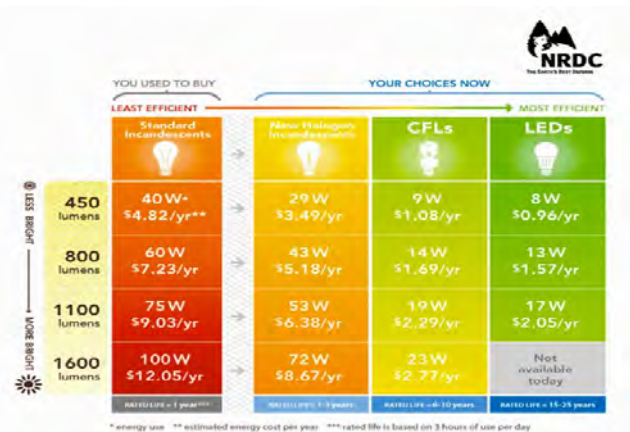 NRDC
THE EARTH'S BEST DEFENSE
YOU USED TO BUY
YOUR CHOICES NOW
LEAST EFFICIENT
MOST EFFICIENT
Standard Incandescents
New Halogen Incandescents
CFLs
LEDs
LESS BRIGHT
MORE BRIGHT
450 lumens
40W*
$4.82/yr**
29W
$3.49/yr
9W
$1.08/yr
8W
$0.96/yr
800 lumens
60W
$7.23/yr
43W
$5.18/yr
14W
$1.69/yr
13W
$1.57/yr
1100 lumens
75W
$9.03/yr
53W
$6.38/yr
19W
$2.29/yr
17W
$2.05/yr
1600 lumens
100W
$12.05/yr
72W
$8.67/yr
23W
$2.77/yr
Not
available
today
RATED LIFE = 1 year***
RATED LIFE = 1-3 years
RATED LIFE = 6-10 years
RATED LIFE = 15-25 years
* energy use ** estimated energy cost per year *** rated life is based on 3 hours of use per day